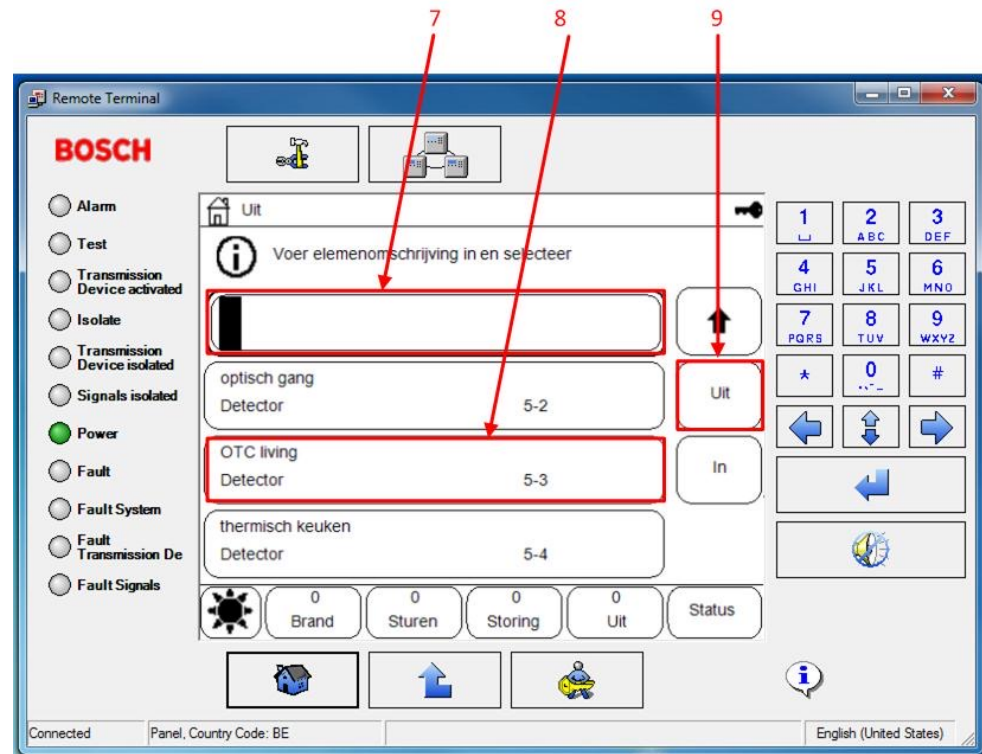 7 8 9
Remote Terminal
BOSCH
Alarm
Test
Transmission
Device activated
Isolate
Transmission
Device isolated
Signals isolated
Power
Fault
Fault System
Fault
Transmission De
Fault Signals
Uit
Voer elemenomschrijving in en selecteer
optisch gang
Detector 5-2
Uit
OTC living
Detector 5-3
In
thermisch keuken
Detector 5-4
0 Brand
0 Sturen
0 Storing
0 Uit
Status
1 2 3
ABC DEF
4 5 6
GHI JKL MNO
7 8 9
PQRS TUV WXYZ
* 0 #
Connected Panel, Country Code: BE English (United States)